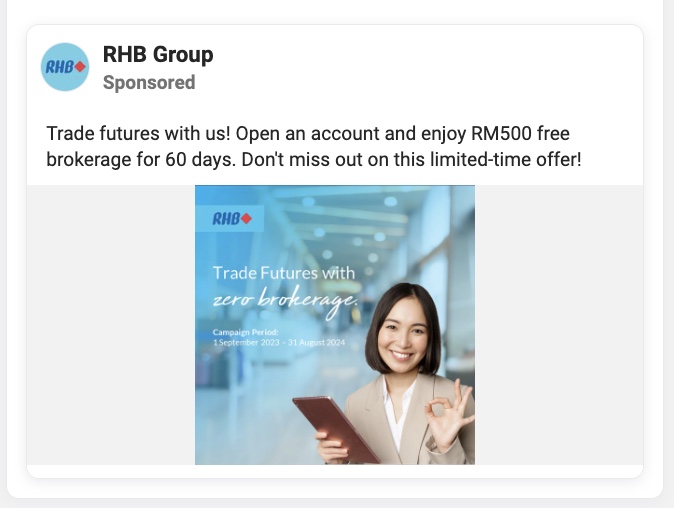 RHB
RHB Group
Sponsored
Trade futures with us! Open an account and enjoy RM500 free
brokerage for 60 days. Don't miss out on this limited-time offer!
RHB
Trade Futures with
zero brokerage.
Campaign Period:
1 September 2023 – 31 August 2024